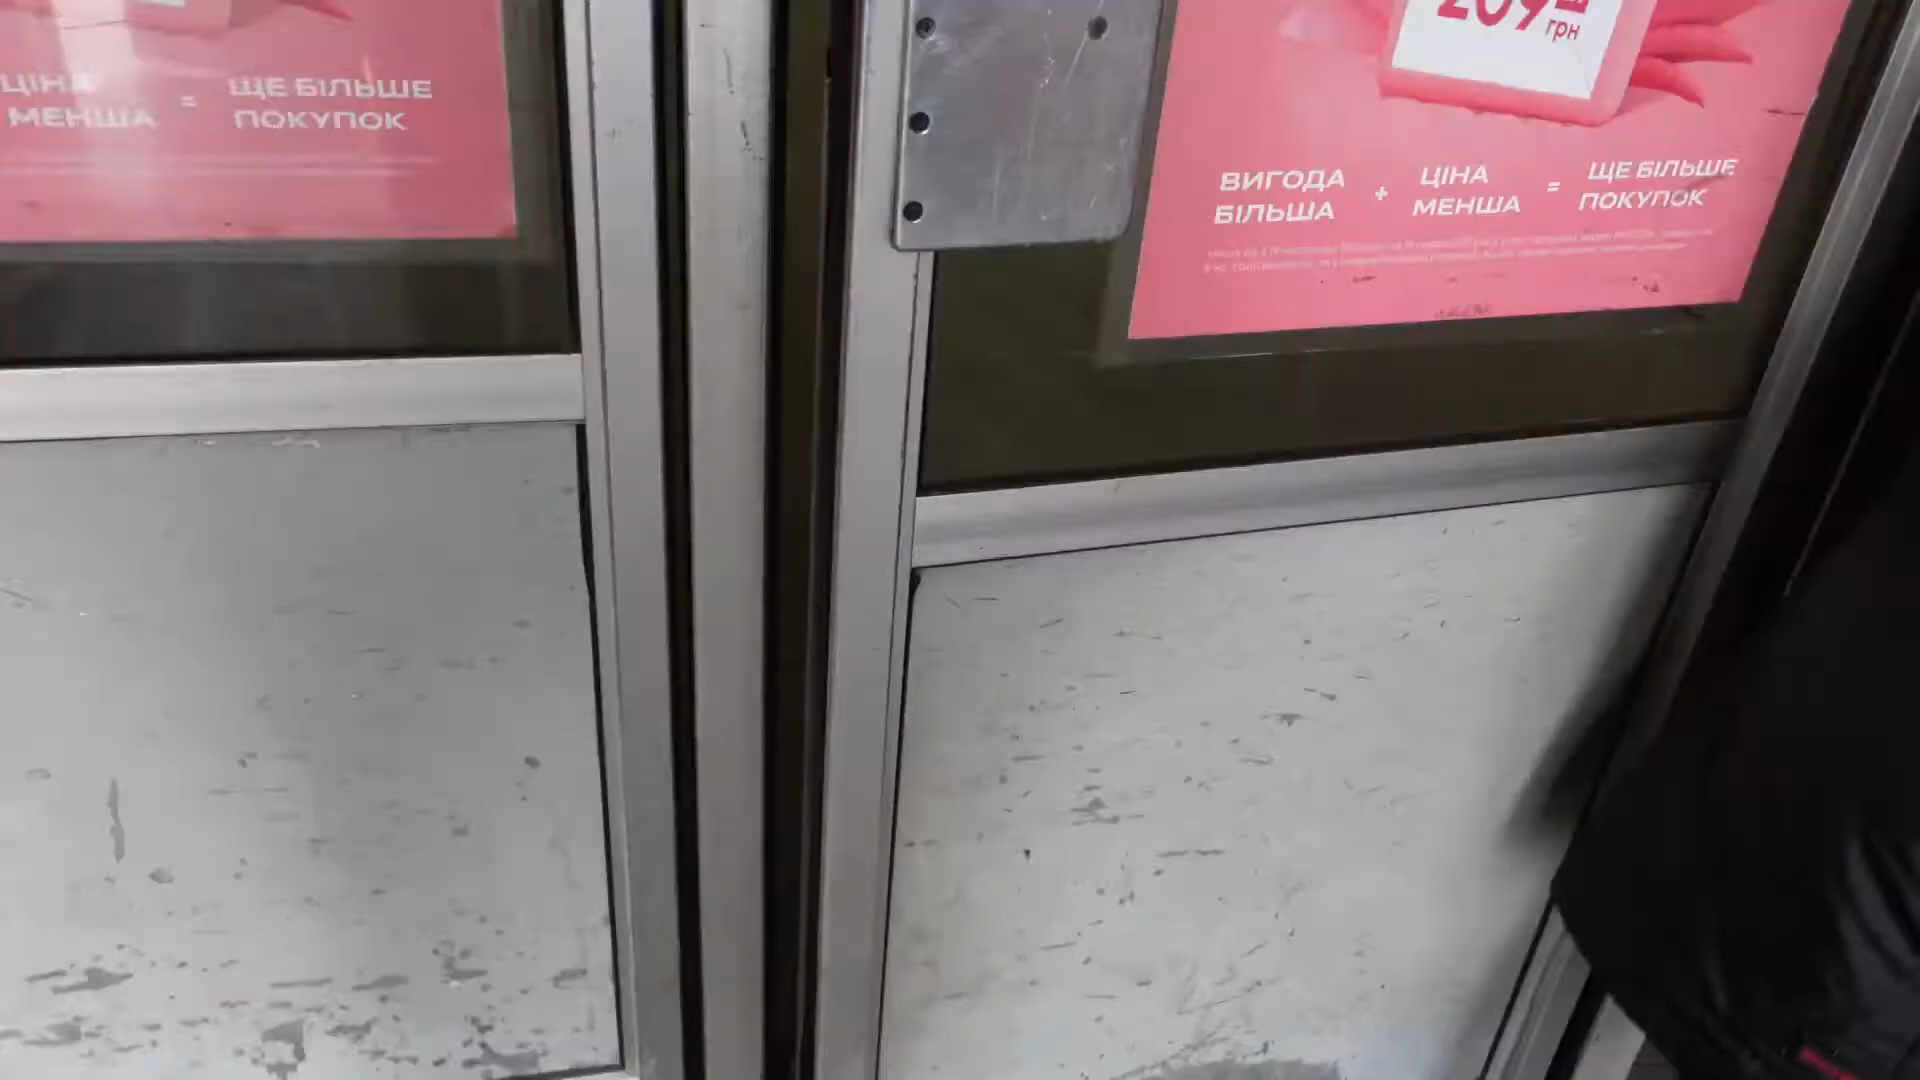 ЦІНА
МЕНША
=
ЩЕ БІЛЬШЕ
ПОКУПОК
209
грн
ВИГОДА
БІЛЬША
+
ЦІНА
МЕНША
=
ЩЕ БІЛЬШЕ
ПОКУПОК